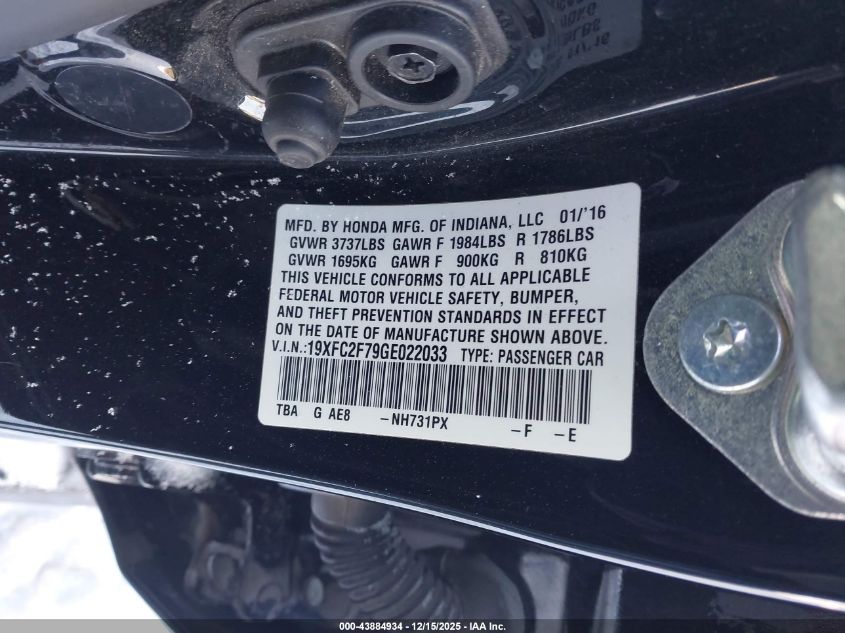 MFD. BY HONDA MFG. OF INDIANA, LLC 01/'16
GVWR 3737LBS GAWR F 1984LBS R 1786LBS
GVWR 1695KG GAWR F 900KG R 810KG
THIS VEHICLE CONFORMS TO ALL APPLICABLE
FEDERAL MOTOR VEHICLE SAFETY, BUMPER,
AND THEFT PREVENTION STANDARDS IN EFFECT
ON THE DATE OF MANUFACTURE SHOWN ABOVE.
V.I.N.:19XFC2F79GE022033 TYPE: PASSENGER CAR
TBA G AE8 -NH731PX -F -E
000-43884934 - 12/15/2025 - IAA Inc.